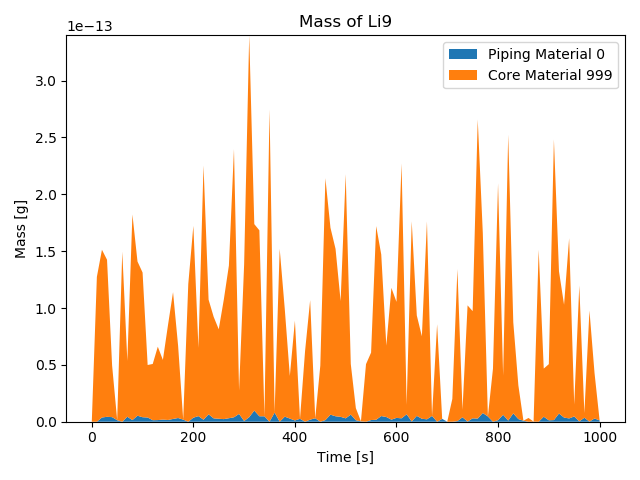 Mass of Li9
1e−13
Piping Material 0
Core Material 999
3.0
2.5
2.0
1.5
1.0
0.5
0.0
Mass [g]
0 200 400 600 800 1000
Time [s]